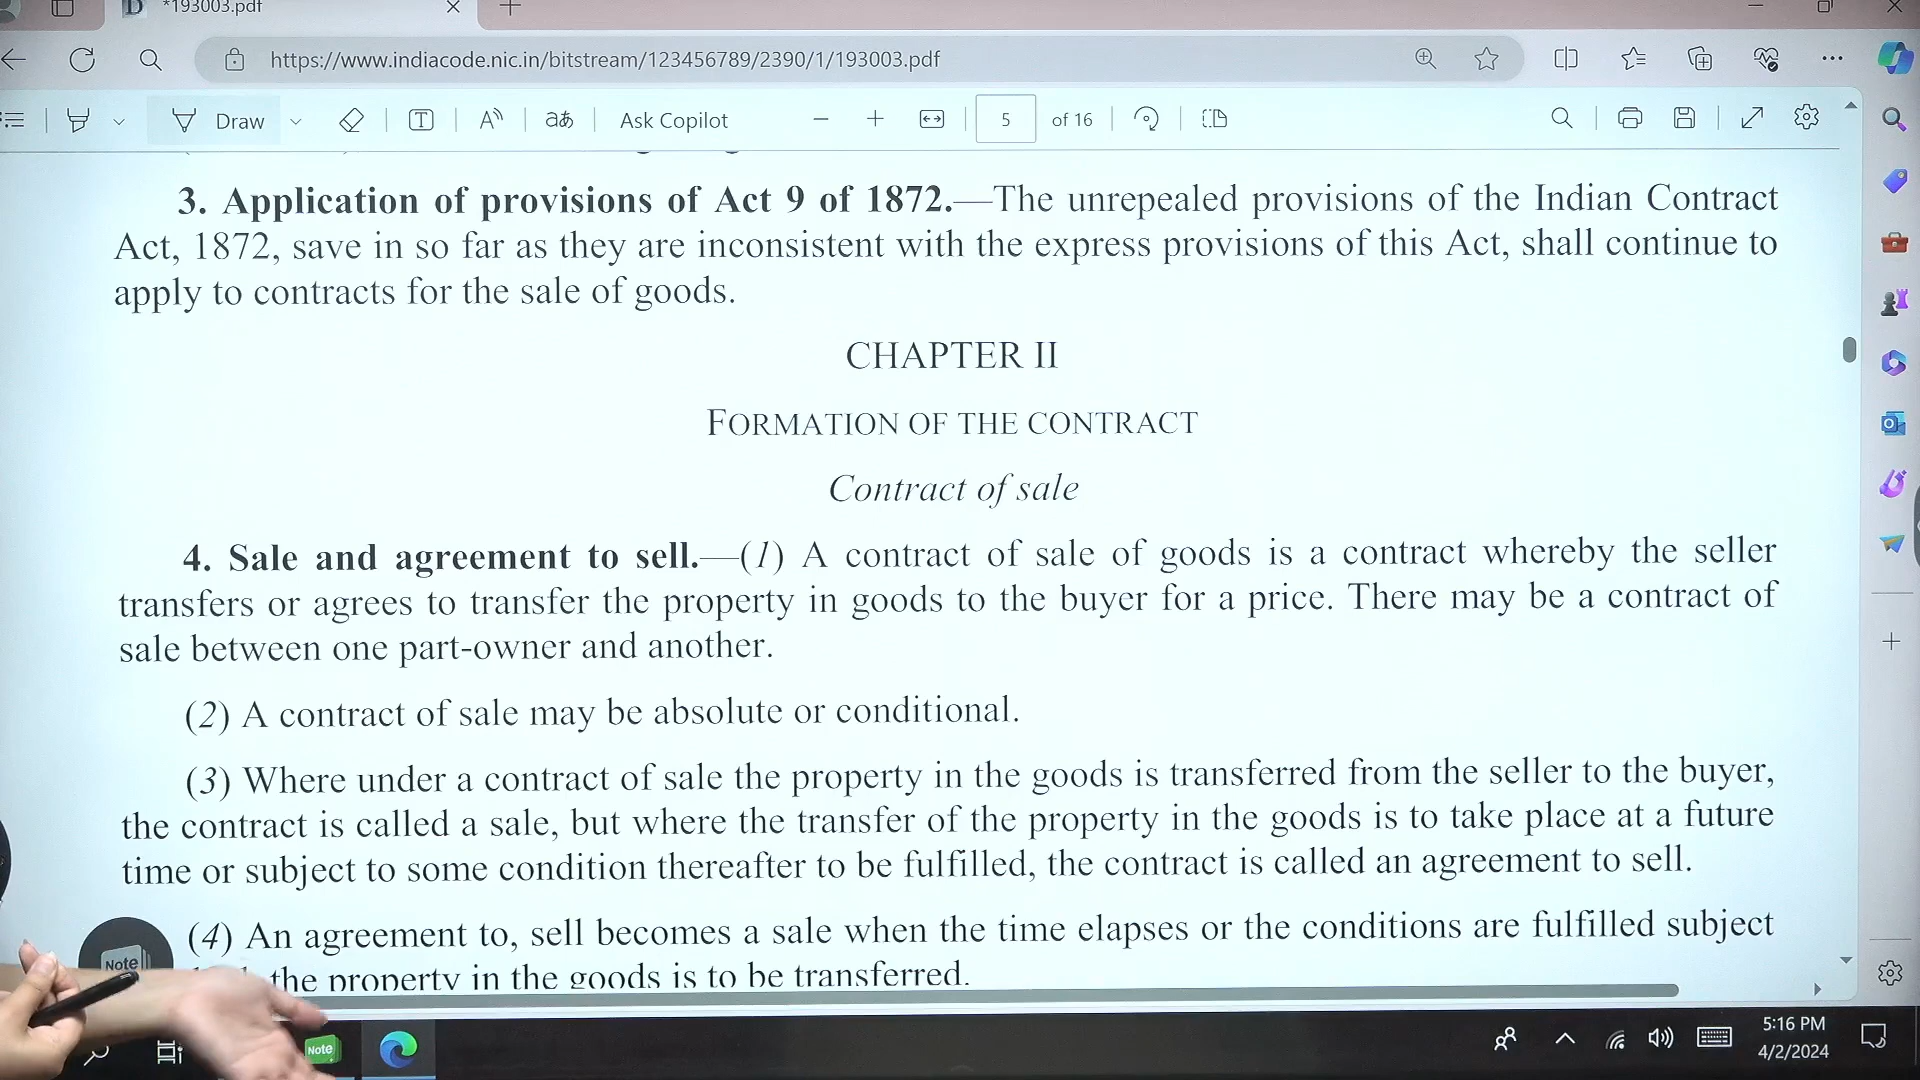 *193003.pdf
https://www.indiacode.nic.in/bitstream/123456789/2390/1/193003.pdf
Draw
Ask Copilot
5 of 16
3. Application of provisions of Act 9 of 1872.—The unrepealed provisions of the Indian Contract
Act, 1872, save in so far as they are inconsistent with the express provisions of this Act, shall continue to
apply to contracts for the sale of goods.
CHAPTER II
FORMATION OF THE CONTRACT
Contract of sale
4. Sale and agreement to sell.—(1) A contract of sale of goods is a contract whereby the seller
transfers or agrees to transfer the property in goods to the buyer for a price. There may be a contract of
sale between one part-owner and another.
(2) A contract of sale may be absolute or conditional.
(3) Where under a contract of sale the property in the goods is transferred from the seller to the buyer,
the contract is called a sale, but where the transfer of the property in the goods is to take place at a future
time or subject to some condition thereafter to be fulfilled, the contract is called an agreement to sell.
(4) An agreement to, sell becomes a sale when the time elapses or the conditions are fulfilled subject
the property in the goods is to be transferred.
Note
Note
5:16 PM
4/2/2024